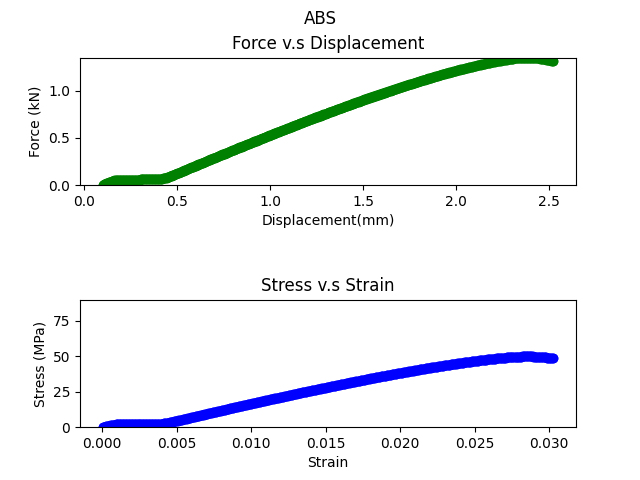 ABS
Force v.s Displacement
Force (kN)
1.0
0.5
0.0
0.0 0.5 1.0 1.5 2.0 2.5
Displacement(mm)
Stress v.s Strain
Stress (MPa)
75
50
25
0
0.000 0.005 0.010 0.015 0.020 0.025 0.030
Strain